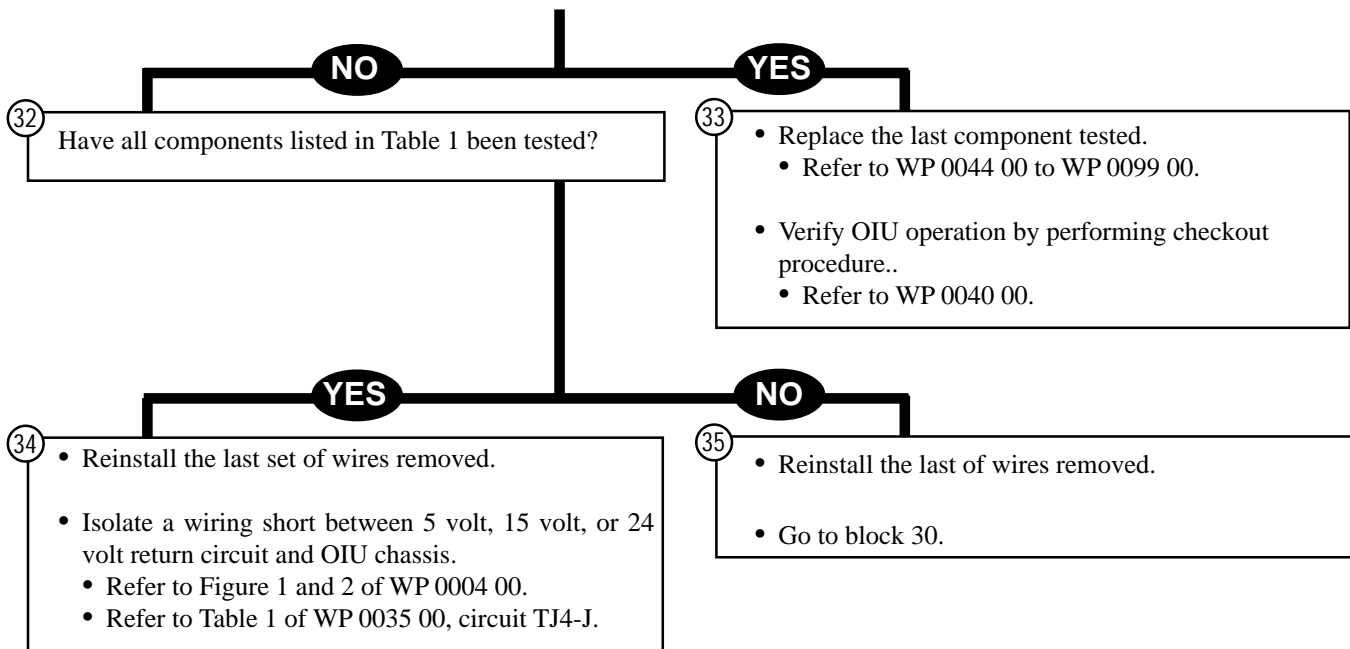 NO
YES
32
Have all components listed in Table 1 been tested?
33
• Replace the last component tested.
• Refer to WP 0044 00 to WP 0099 00.
• Verify OIU operation by performing checkout
procedure..
• Refer to WP 0040 00.
YES
NO
34
• Reinstall the last set of wires removed.
• Isolate a wiring short between 5 volt, 15 volt, or 24
volt return circuit and OIU chassis.
• Refer to Figure 1 and 2 of WP 0004 00.
• Refer to Table 1 of WP 0035 00, circuit TJ4-J.
35
• Reinstall the last of wires removed.
• Go to block 30.